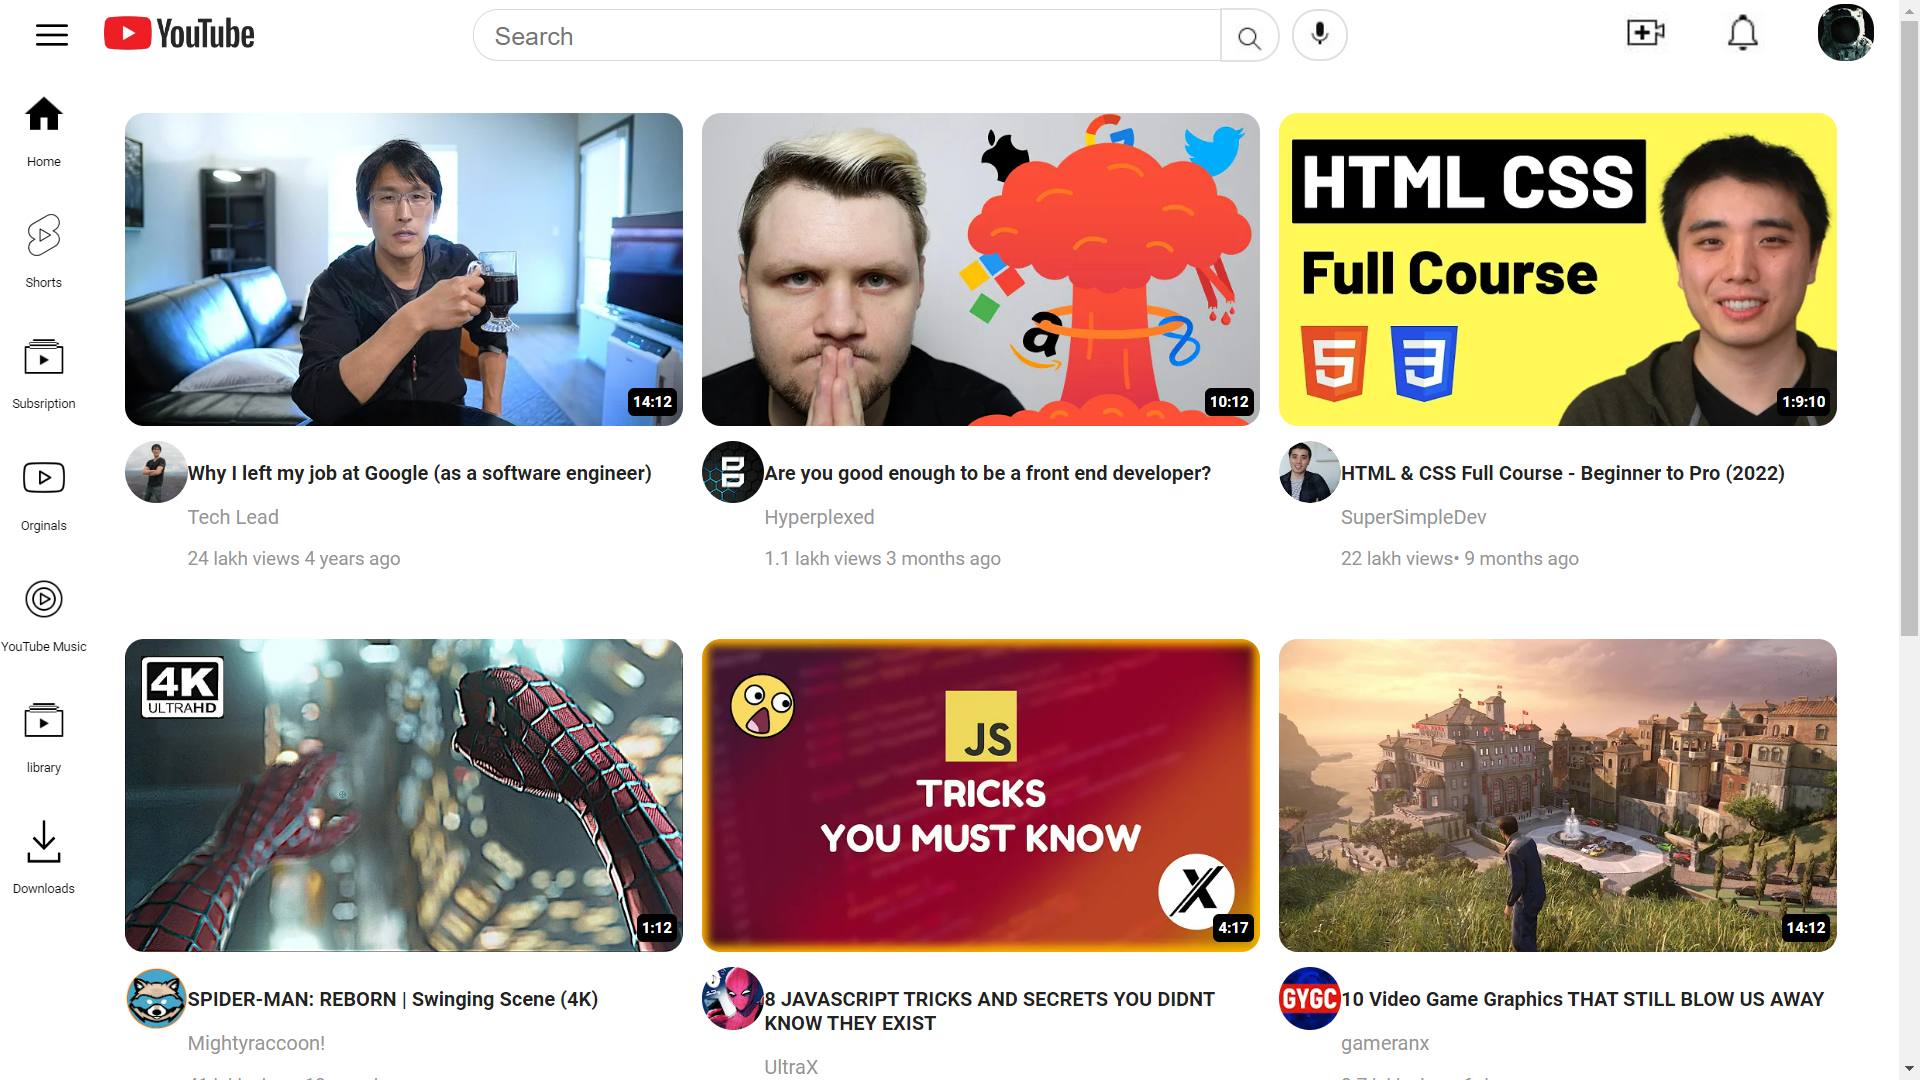 YouTube
Search
Home
Shorts
Subsription
Orginals
YouTube Music
library
Downloads
14:12
Why I left my job at Google (as a software engineer)
Tech Lead
24 lakh views 4 years ago
10:12
Are you good enough to be a front end developer?
Hyperplexed
1.1 lakh views 3 months ago
HTML CSS
Full Course
5
3
1:9:10
HTML & CSS Full Course - Beginner to Pro (2022)
SuperSimpleDev
22 lakh views• 9 months ago
4K
ULTRAHD
1:12
SPIDER-MAN: REBORN | Swinging Scene (4K)
Mightyraccoon!
JS
TRICKS
YOU MUST KNOW
X
4:17
8 JAVASCRIPT TRICKS AND SECRETS YOU DIDNT
KNOW THEY EXIST
UltraX
14:12
GYGC
10 Video Game Graphics THAT STILL BLOW US AWAY
gameranx